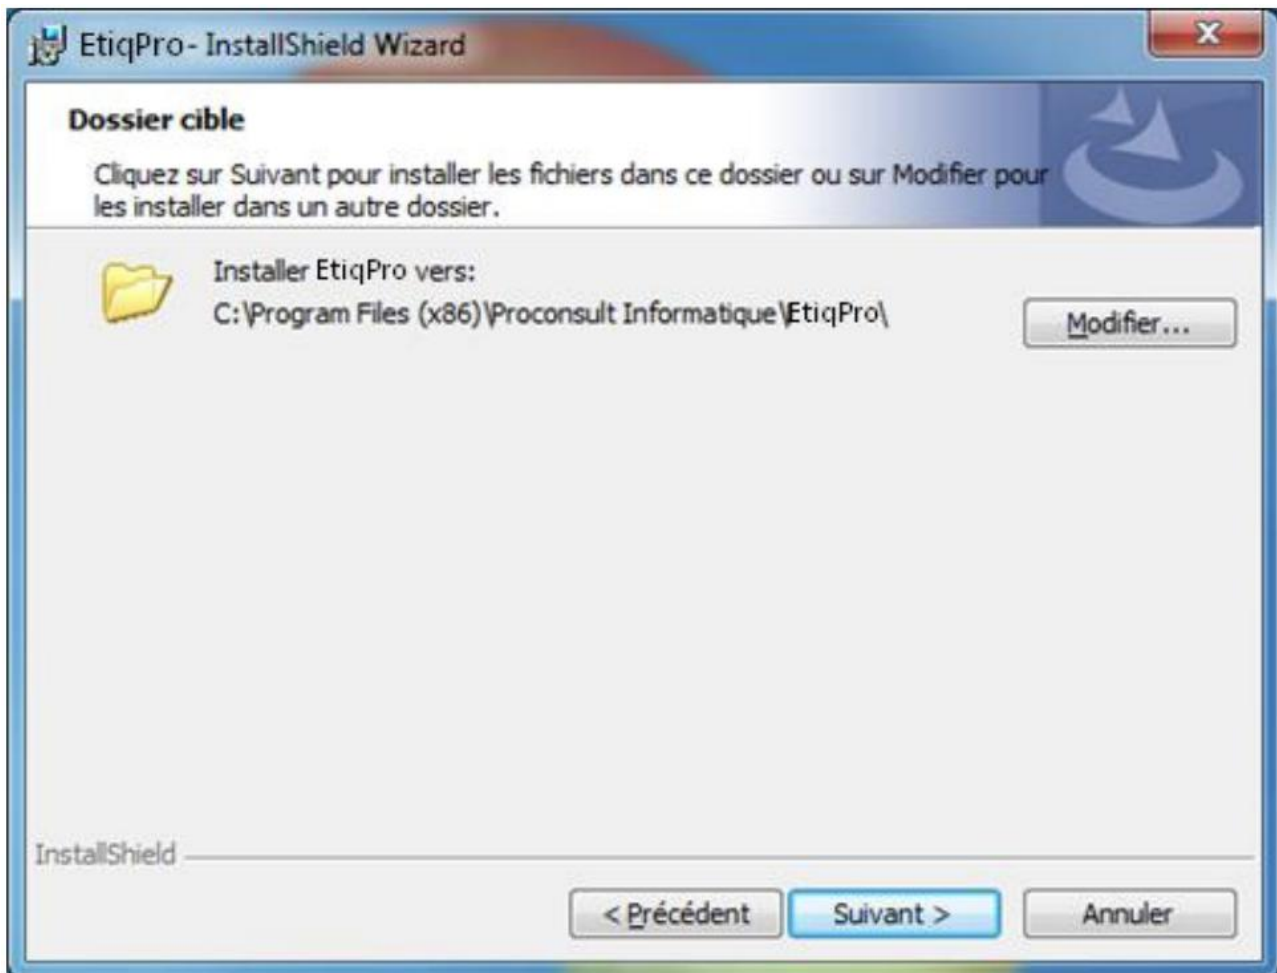 EtiqPro- InstallShield Wizard
Dossier cible
Cliquez sur Suivant pour installer les fichiers dans ce dossier ou sur Modifier pour
les installer dans un autre dossier.
Installer EtiqPro vers:
C:\Program Files (x86)\Proconsult Informatique\EtiqPro\
Modifier...
InstallShield
< Précédent
Suivant >
Annuler